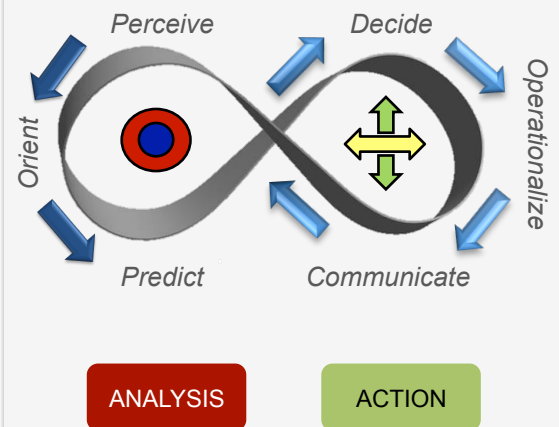 Perceive
Decide
Orient
Operationalize
Predict
Communicate
ANALYSIS
ACTION